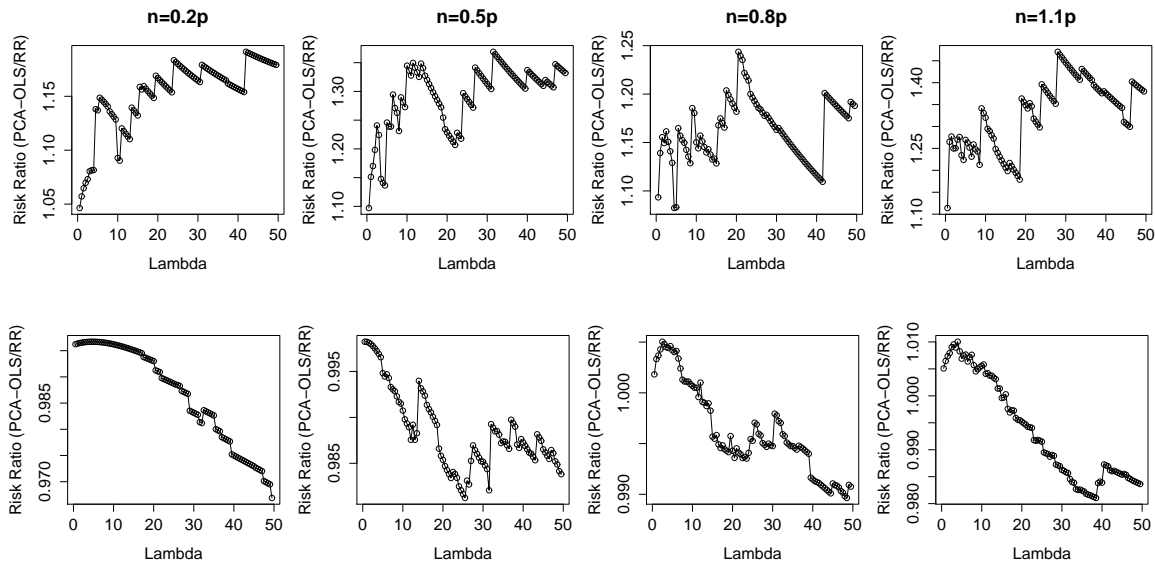 n=0.2p
Risk Ratio (PCA−OLS/RR)
1.05
1.10
1.15
0 10 20 30 40 50
Lambda
n=0.5p
Risk Ratio (PCA−OLS/RR)
1.10
1.20
1.30
0 10 20 30 40 50
Lambda
n=0.8p
Risk Ratio (PCA−OLS/RR)
1.10
1.15
1.20
1.25
0 10 20 30 40 50
Lambda
n=1.1p
Risk Ratio (PCA−OLS/RR)
1.10
1.25
1.40
0 10 20 30 40 50
Lambda
Risk Ratio (PCA−OLS/RR)
0.970
0.985
0 10 20 30 40 50
Lambda
Risk Ratio (PCA−OLS/RR)
0.985
0.995
0 10 20 30 40 50
Lambda
Risk Ratio (PCA−OLS/RR)
0.990
1.000
0 10 20 30 40 50
Lambda
Risk Ratio (PCA−OLS/RR)
0.980
0.990
1.000
1.010
0 10 20 30 40 50
Lambda